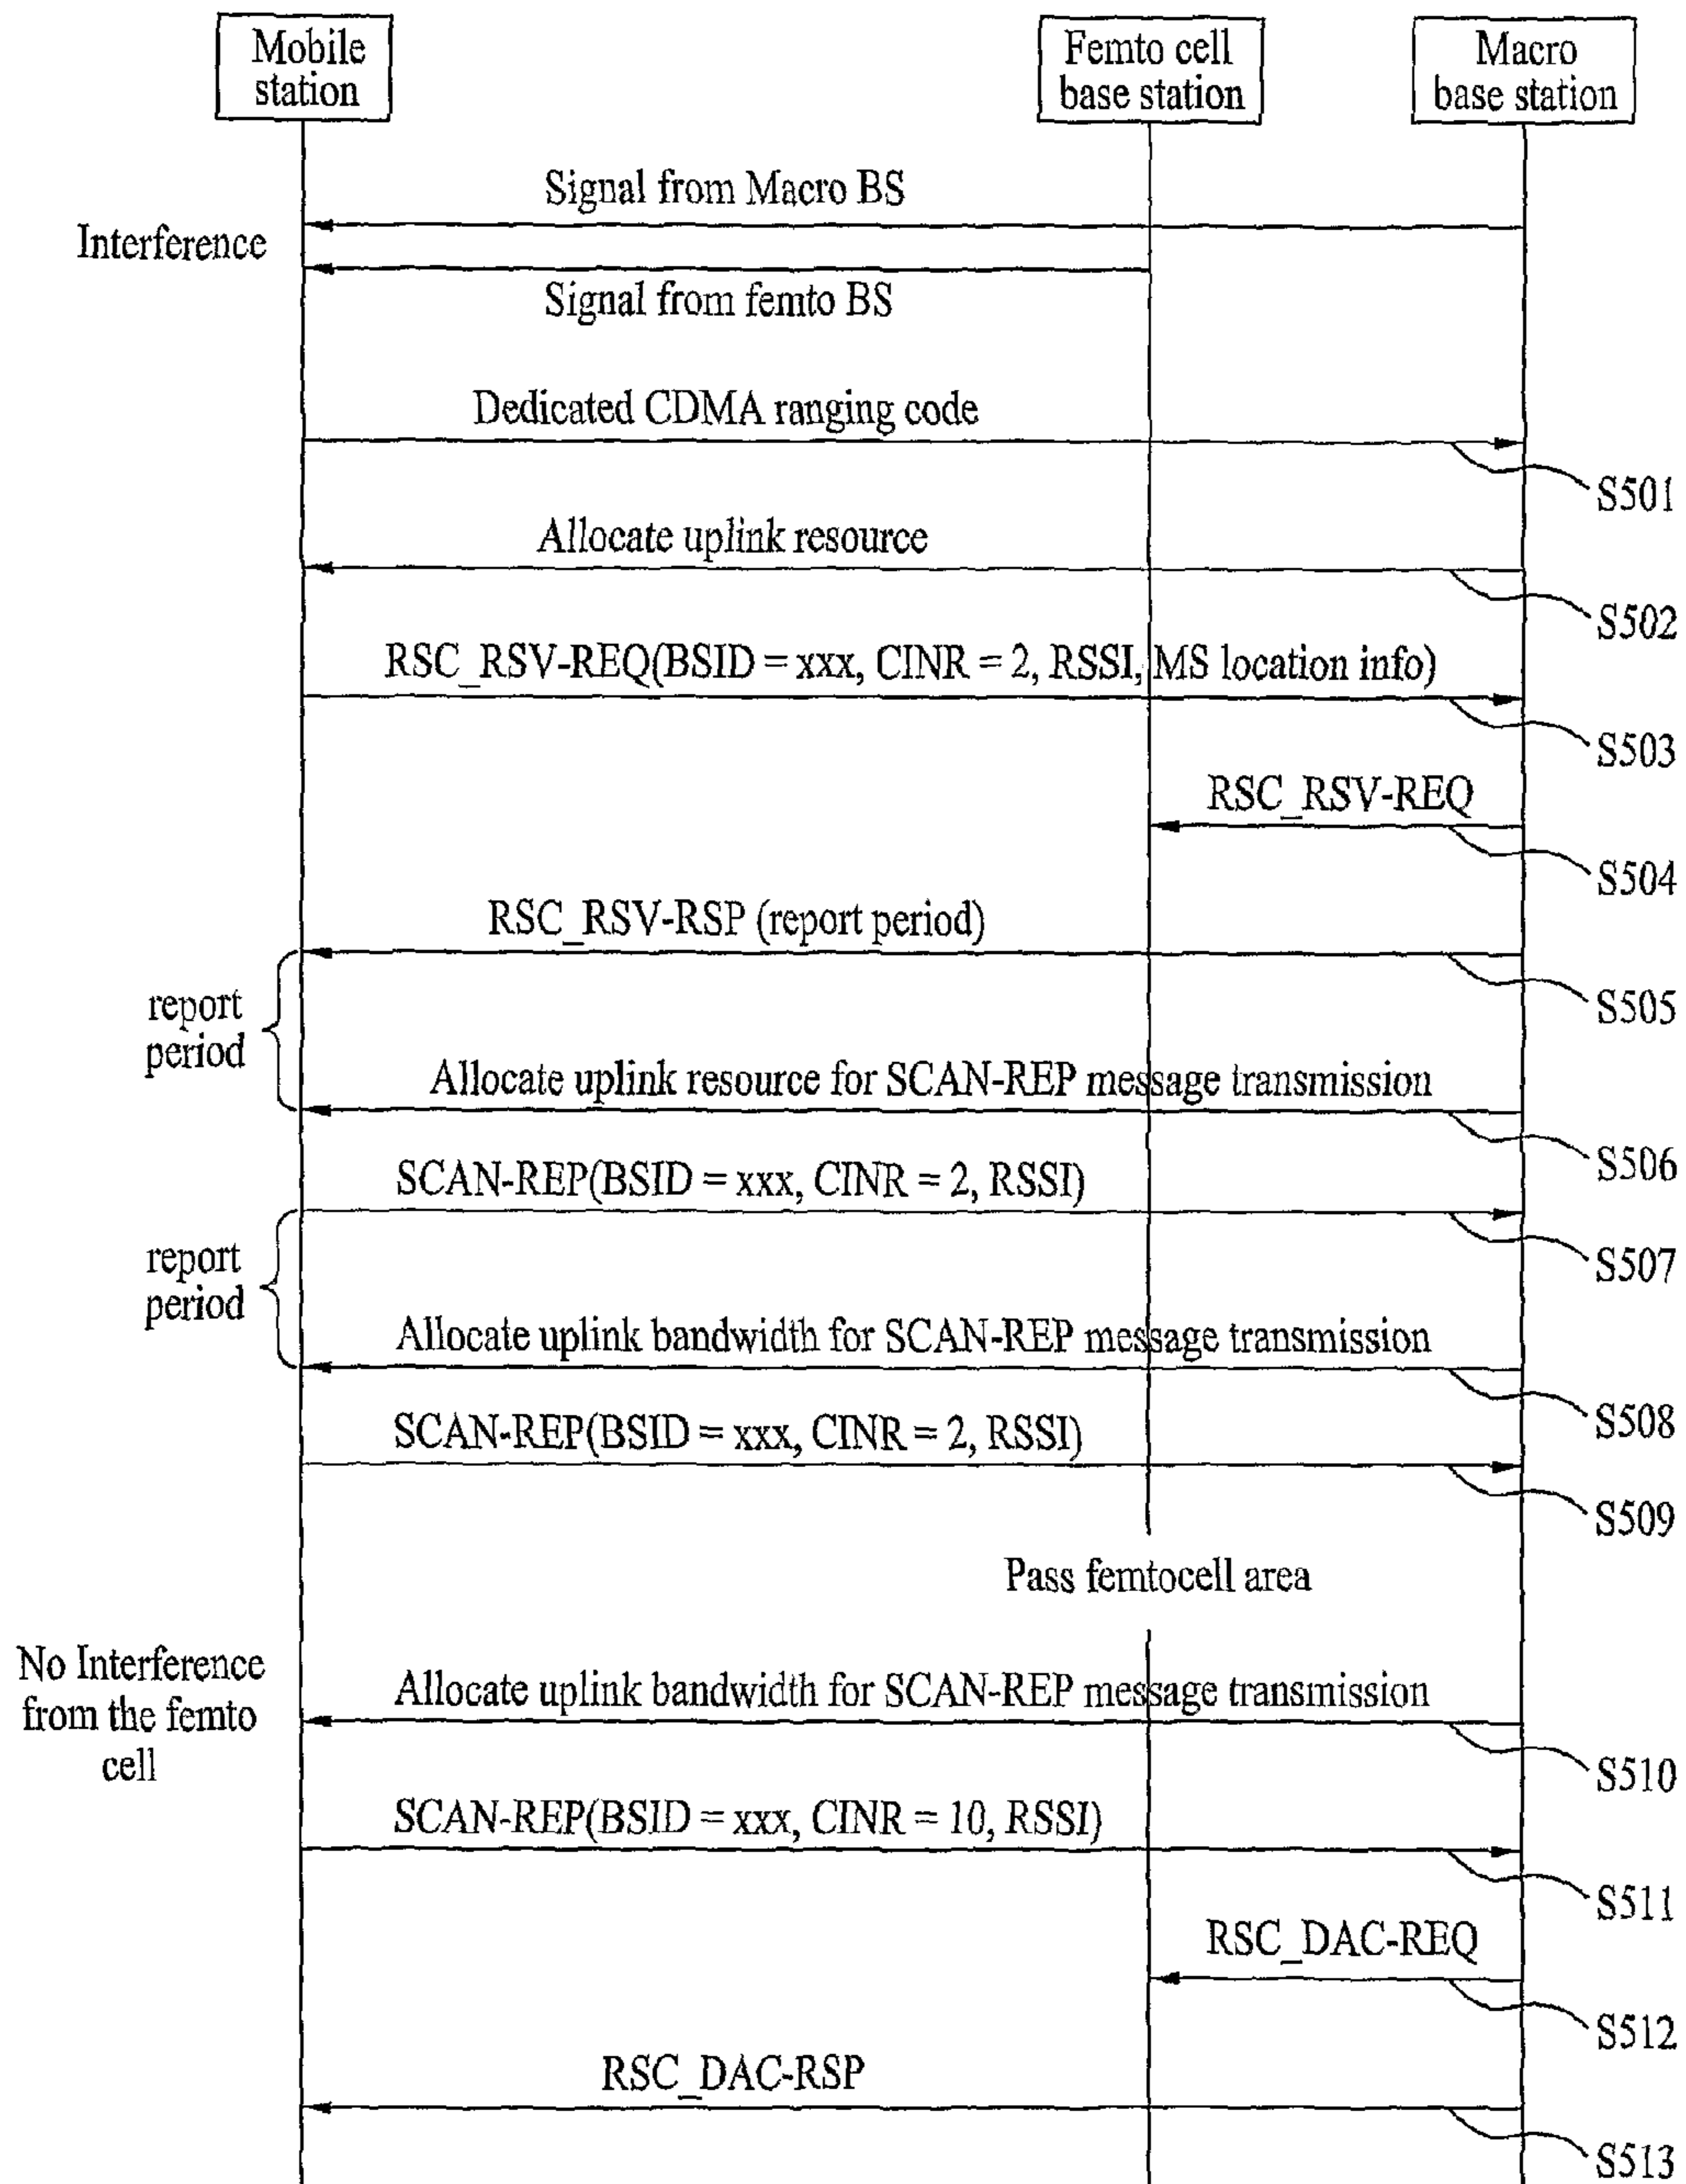 Mobile
station
Femto cell
base station
Macro
base station
Signal from Macro BS
Interference
Signal from femto BS
Dedicated CDMA ranging code
S501
Allocate uplink resource
S502
RSC_RSV-REQ(BSID = xxx, CINR = 2, RSSI, MS location info)
S503
RSC_RSV-REQ
S504
RSC_RSV-RSP (report period)
S505
report
period
Allocate uplink resource for SCAN-REP message transmission
S506
SCAN-REP(BSID = xxx, CINR = 2, RSSI)
S507
report
period
Allocate uplink bandwidth for SCAN-REP message transmission
S508
SCAN-REP(BSID = xxx, CINR = 2, RSSI)
S509
Pass femtocell area
No Interference
from the femto
cell
Allocate uplink bandwidth for SCAN-REP message transmission
S510
SCAN-REP(BSID = xxx, CINR = 10, RSSI)
S511
RSC_DAC-REQ
S512
RSC_DAC-RSP
S513